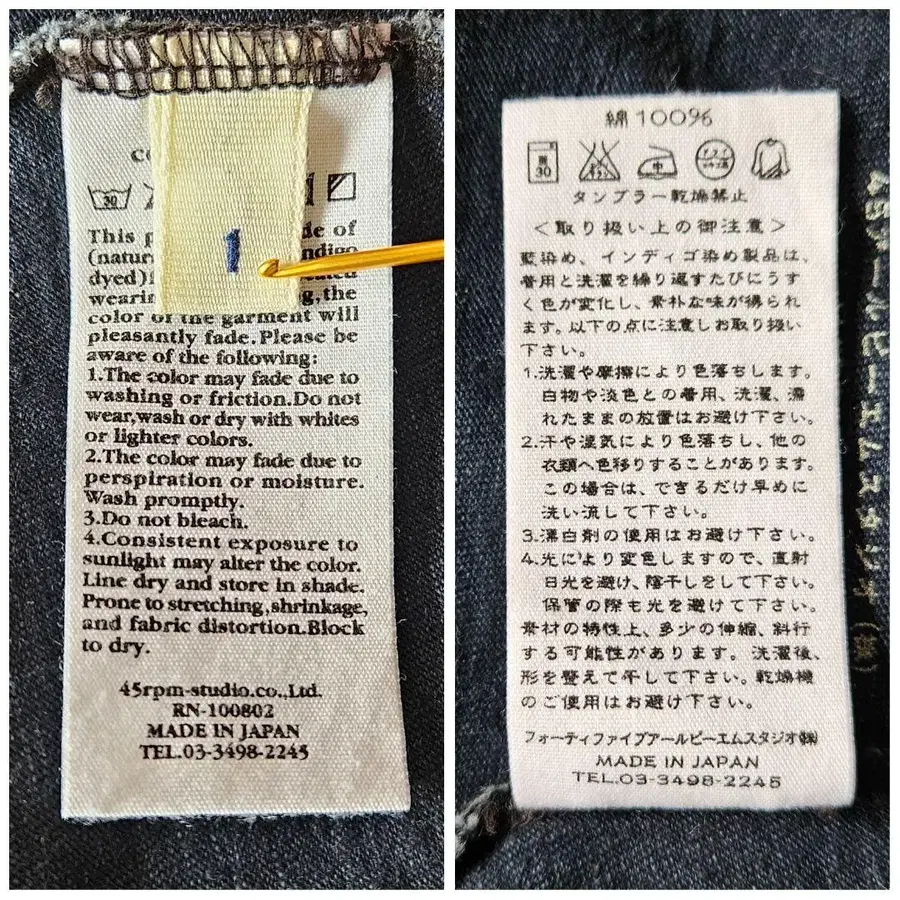 1
30
This
de of
(natur
ndigo
dyed)
wearin
g,the
color of the garment will
pleasantly fade.Please be
aware of the following:
1.The color may fade due to
washing or friction.Do not
wear,wash or dry with whites
or lighter colors.
2.The color may fade due to
perspiration or moisture.
Wash promptly.
3.Do not bleach.
4.Consistent exposure to
sunlight may alter the color.
Line dry and store in shade.
Prone to stretching,shrinkage,
and fabric distortion.Block
to dry.
45rpm-studio.co.,Ltd.
RN-100802
MADE IN JAPAN
TEL.03-3498-2245
綿100%
30 中
タンブラー乾燥禁止
<取り扱い上の御注意>
藍染め、インディゴ染め製品は、
着用と洗濯を繰り返すたびにうす
く色が変化し、素朴な味が得られ
ます。以下の点に注意しお取り扱い
下さい。
1.洗濯や摩擦により色落ちします。
白物や淡色との着用、洗濯、濡
れたままの放置はお避け下さい。
2.汗や湿気により色落ちし、他の
衣類へ色移りすることがあります。
この場合は、できるだけ早めに
洗い流して下さい。
3.漂白剤の使用はお避け下さい。
4.光により変色しますので、直射
日光を避け、陰干しをして下さい。
保管の際も光を避けて下さい。
素材の特性上、多少の伸縮、斜行
する可能性があります。洗濯後、
形を整えて干して下さい。乾燥機
のご使用はお避け下さい。
フォーティファイブアールピーエムスタジオ㈱
MADE IN JAPAN
TEL.03-3498-2245